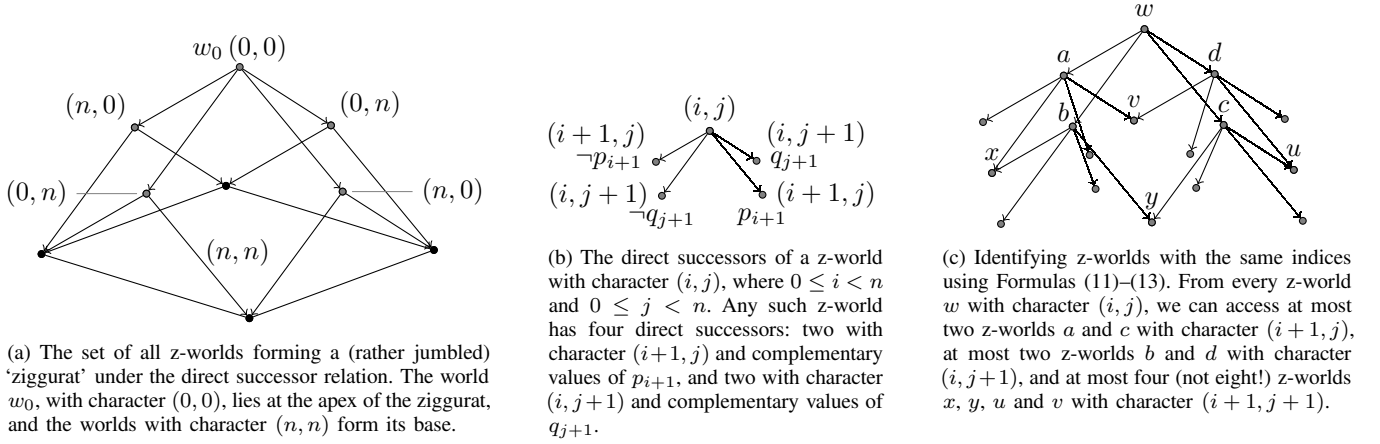 w₀ (0, 0)
(n, 0)
(0, n)
(0, n)
(n, 0)
(n, n)
(a) The set of all z-worlds forming a (rather jumbled)
‘ziggurat’ under the direct successor relation. The world
w₀, with character (0, 0), lies at the apex of the ziggurat,
and the worlds with character (n, n) form its base.
(i, j)
(i + 1, j)
(i, j + 1)
¬pᵢ₊₁
qⱼ₊₁
(i, j + 1)
(i + 1, j)
¬qⱼ₊₁
pᵢ₊₁
(b) The direct successors of a z-world
with character (i, j), where 0 ≤ i < n
and 0 ≤ j < n. Any such z-world
has four direct successors: two with
character (i+1, j) and complementary
values of pᵢ₊₁, and two with character
(i, j+1) and complementary values of
qⱼ₊₁.
w
a
d
v
b
c
x
u
y
(c) Identifying z-worlds with the same indices
using Formulas (11)–(13). From every z-world
w with character (i, j), we can access at most
two z-worlds a and c with character (i + 1, j),
at most two z-worlds b and d with character
(i, j+1), and at most four (not eight!) z-worlds
x, y, u and v with character (i + 1, j + 1).